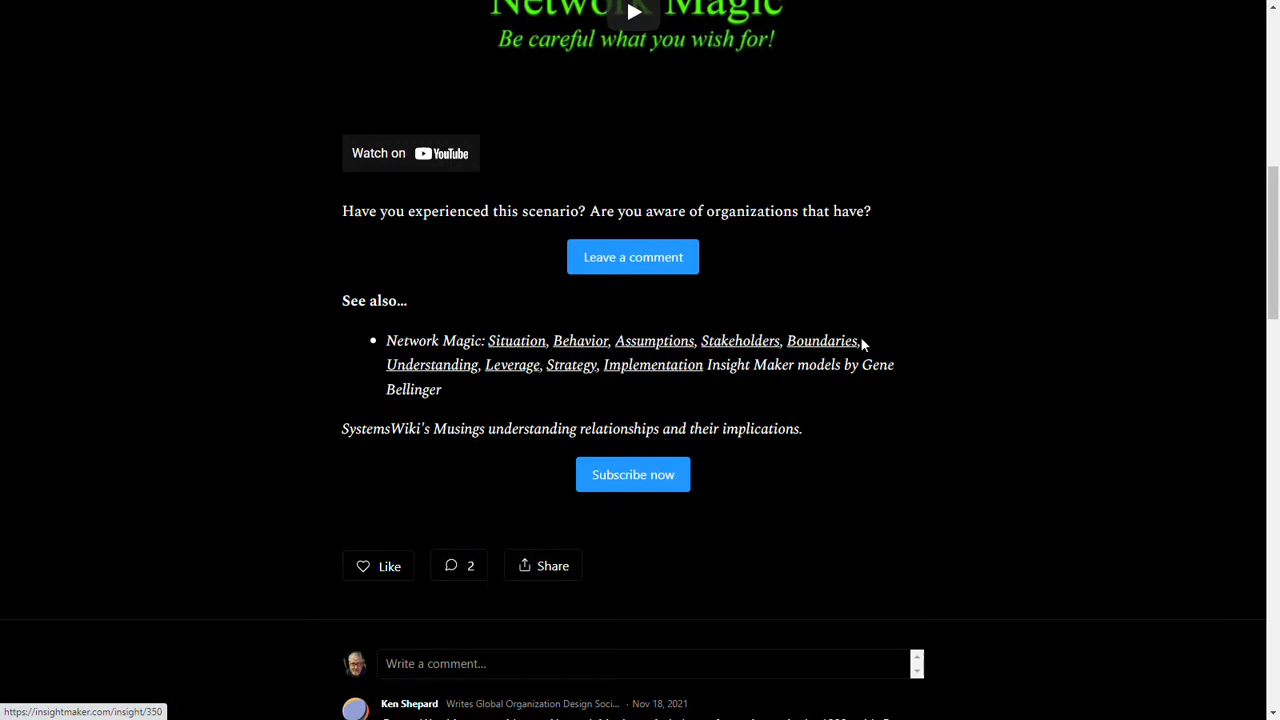 Network Magic
Be careful what you wish for!
Watch on YouTube
Have you experienced this scenario? Are you aware of organizations that have?
Leave a comment
See also…
Network Magic: Situation, Behavior, Assumptions, Stakeholders, Boundaries,
Understanding, Leverage, Strategy, Implementation Insight Maker models by Gene
Bellinger
SystemsWiki's Musings understanding relationships and their implications.
Subscribe now
Like
2
Share
Write a comment…
Ken Shepard Writes Global Organization Design Soci… · Nov 18, 2021
https://insightmaker.com/insight/350